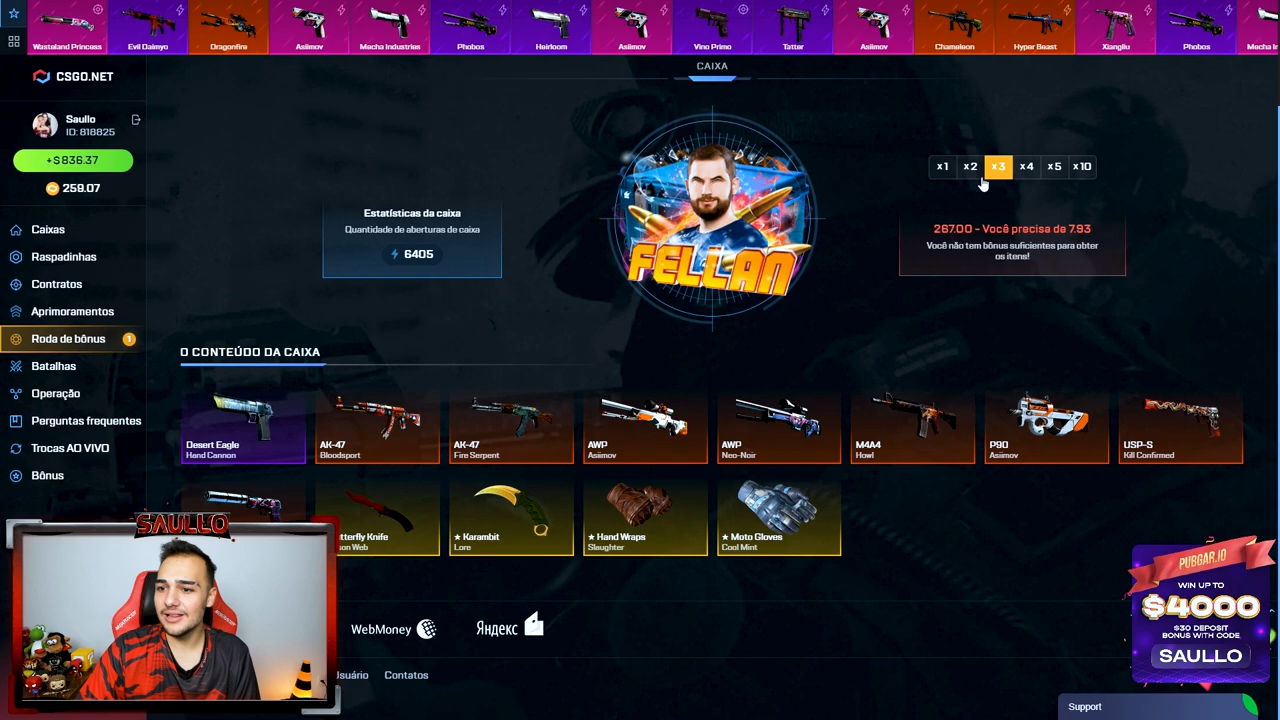 Wasteland Princess
Evil Daimyo
Dragonfire
Asiimov
Mecha Industries
Phobos
Heirloom
Asiimov
Vino Primo
Tatter
Asiimov
Chameleon
Hyper Beast
Xiangliu
Phobos
CSGO.NET
CAIXA
Saullo
ID: 818825
+$ 836.37
259.07
Caixas
Raspadinhas
Contratos
Aprimoramentos
Roda de bônus 1
Batalhas
Operação
Perguntas frequentes
Trocas AO VIVO
Bônus
Estatísticas da caixa
Quantidade de aberturas de caixa
6405
FELLAN
x1 x2 x3 x4 x5 x10
267.00 - Você precisa de 7.93
Você não tem bônus suficientes para obter
os itens!
O CONTEÚDO DA CAIXA
Desert Eagle
Hand Cannon
AK-47
Bloodsport
AK-47
Fire Serpent
AWP
Asiimov
AWP
Neo-Noir
M4A4
Howl
P90
Asiimov
USP-S
Kill Confirmed
Knife
Web
★ Karambit
Lore
★ Hand Wraps
Slaughter
★ Moto Gloves
Cool Mint
SAULLO
WebMoney
Яндекс
Contatos
PUBGAR.IO
WIN UP TO
$4000
$30 DEPOSIT
BONUS WITH CODE
SAULLO
Support